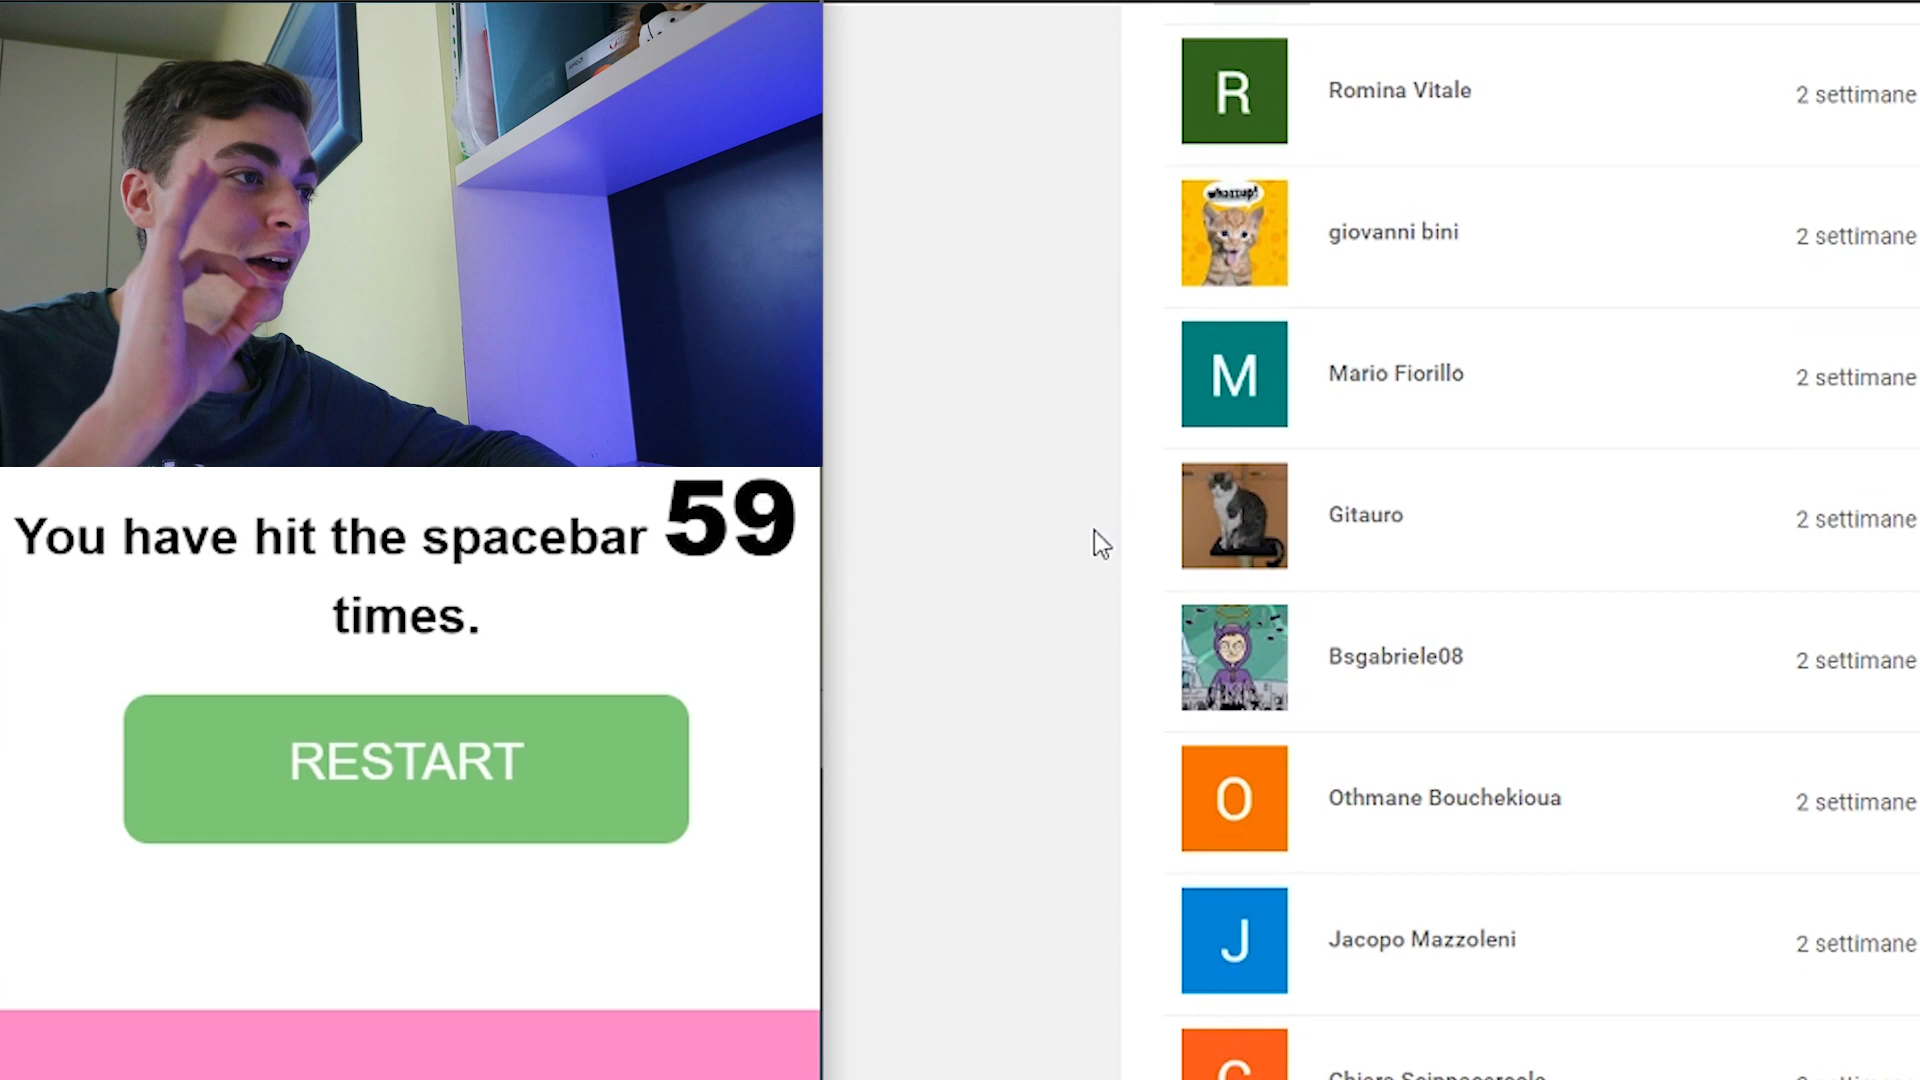 You have hit the spacebar 59
times.
RESTART
R
Romina Vitale
2 settimane
whazzup!
giovanni bini
2 settimane
M
Mario Fiorillo
2 settimane
Gitauro
2 settimane
Bsgabriele08
2 settimane
O
Othmane Bouchekioua
2 settimane
J
Jacopo Mazzoleni
2 settimane